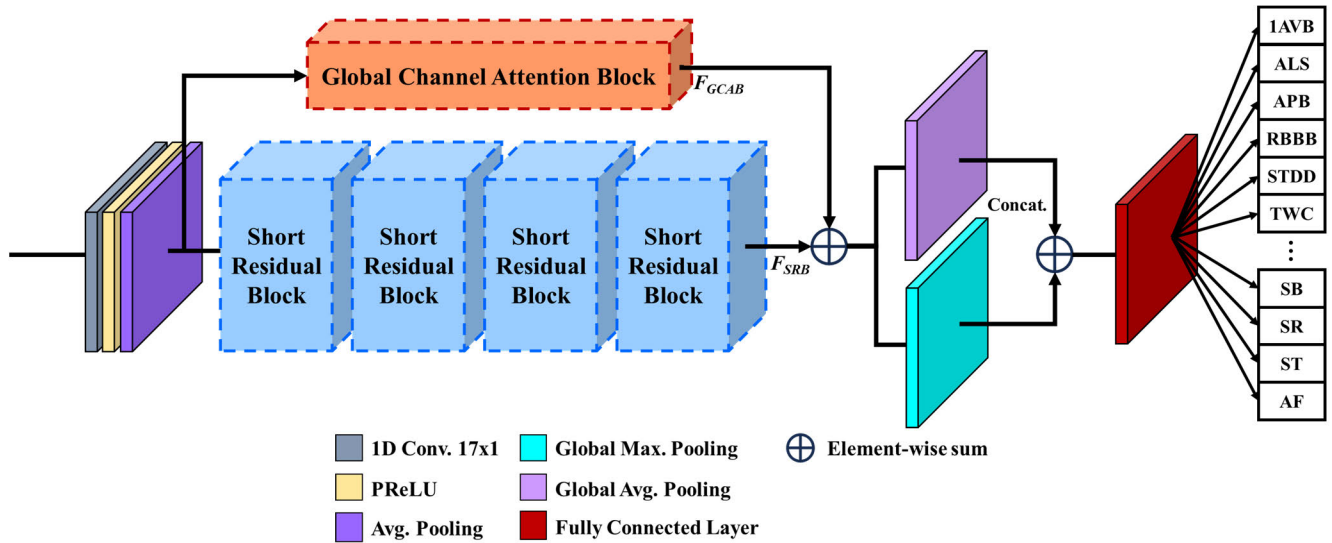 Global Channel Attention Block
F_GCAB
Short
Residual
Block
Short
Residual
Block
Short
Residual
Block
Short
Residual
Block
F_SRB
Concat.
1AVB
ALS
APB
RBBB
STDD
TWC
⋮
SB
SR
ST
AF
1D Conv. 17x1
PReLU
Avg. Pooling
Global Max. Pooling
Global Avg. Pooling
Fully Connected Layer
Element-wise sum